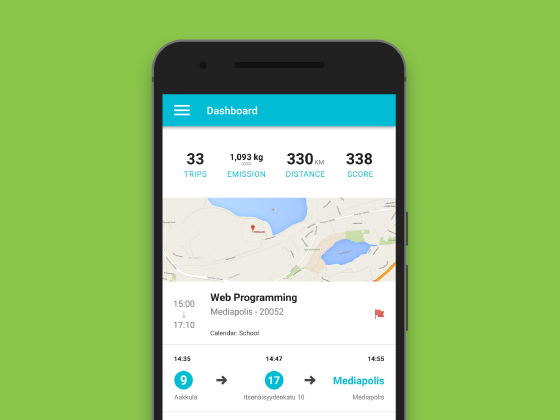 Dashboard
33 1,093 kg 330 KM 338
TRIPS EMISSION DISTANCE SCORE
15:00 Web Programming
↓ Mediapolis - 20052
17:10
Calendar: School
14:35 14:47 14:55
9 → 17 → Mediapolis
Aakkula Itsenäisyydenkatu 10 Mediapolis